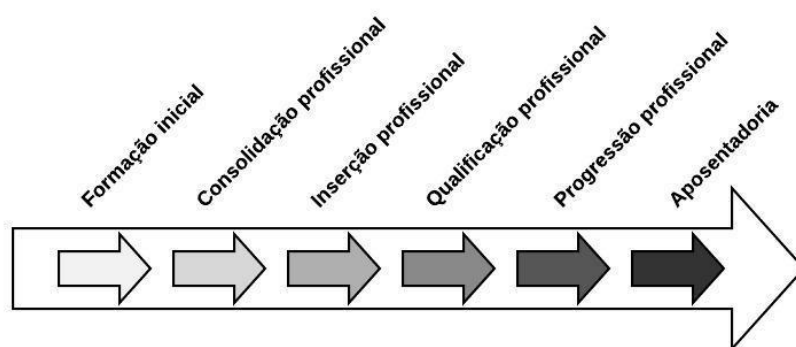 Formação inicial
Consolidação profissional
Inserção profissional
Qualificação profissional
Progressão profissional
Aposentadoria